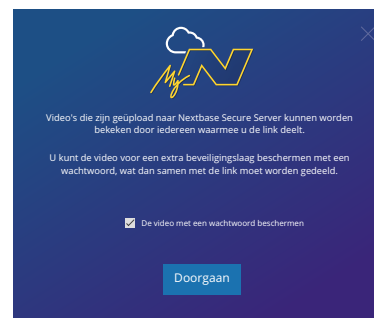 My N
Video's die zijn geüpload naar Nextbase Secure Server kunnen worden
bekeken door iedereen waarmee u de link deelt.
U kunt de video voor een extra beveiligingslaag beschermen met een
wachtwoord, wat dan samen met de link moet worden gedeeld.
De video met een wachtwoord beschermen
Doorgaan